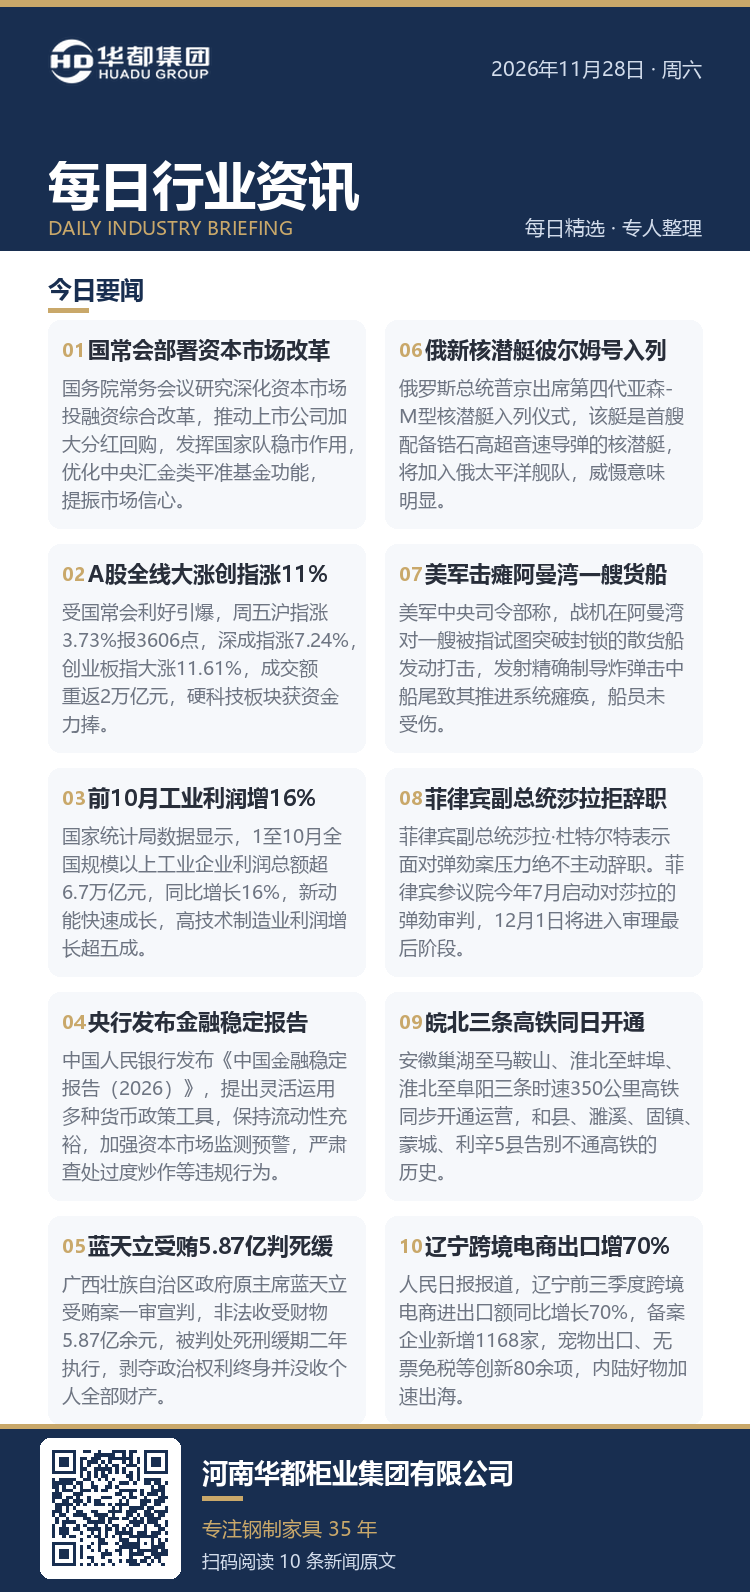 HD 华都集团
HUADU GROUP
2026年11月28日 · 周六
每日行业资讯
DAILY INDUSTRY BRIEFING
每日精选 · 专人整理
今日要闻
01 国常会部署资本市场改革
国务院常务会议研究深化资本市场
投融资综合改革，推动上市公司加
大分红回购，发挥国家队稳市作用，
优化中央汇金类平准基金功能，
提振市场信心。
02 A股全线大涨创指涨11%
受国常会利好引爆，周五沪指涨
3.73%报3606点，深成指涨7.24%，
创业板指大涨11.61%，成交额
重返2万亿元，硬科技板块获资金
力捧。
03 前10月工业利润增16%
国家统计局数据显示，1至10月全
国规模以上工业企业利润总额超
6.7万亿元，同比增长16%，新动
能快速成长，高技术制造业利润增
长超五成。
04 央行发布金融稳定报告
中国人民银行发布《中国金融稳定
报告（2026）》，提出灵活运用
多种货币政策工具，保持流动性充
裕，加强资本市场监测预警，严肃
查处过度炒作等违规行为。
05 蓝天立受贿5.87亿判死缓
广西壮族自治区政府原主席蓝天立
受贿案一审宣判，非法收受财物
5.87亿余元，被判处死刑缓期二年
执行，剥夺政治权利终身并没收个
人全部财产。
06 俄新核潜艇彼尔姆号入列
俄罗斯总统普京出席第四代亚森-
M型核潜艇入列仪式，该艇是首艘
配备锆石高超音速导弹的核潜艇，
将加入俄太平洋舰队，威慑意味
明显。
07 美军击瘫阿曼湾一艘货船
美军中央司令部称，战机在阿曼湾
对一艘被指试图突破封锁的散货船
发动打击，发射精确制导炸弹击中
船尾致其推进系统瘫痪，船员未
受伤。
08 菲律宾副总统莎拉拒辞职
菲律宾副总统莎拉·杜特尔特表示
面对弹劾案压力绝不主动辞职。菲
律宾参议院今年7月启动对莎拉的
弹劾审判，12月1日将进入审理最
后阶段。
09 皖北三条高铁同日开通
安徽巢湖至马鞍山、淮北至蚌埠、
淮北至阜阳三条时速350公里高铁
同步开通运营，和县、濉溪、固镇、
蒙城、利辛5县告别不通高铁的
历史。
10 辽宁跨境电商出口增70%
人民日报报道，辽宁前三季度跨境
电商进出口额同比增长70%，备案
企业新增1168家，宠物出口、无
票免税等创新80余项，内陆好物加
速出海。
河南华都柜业集团有限公司
专注钢制家具 35 年
扫码阅读 10 条新闻原文